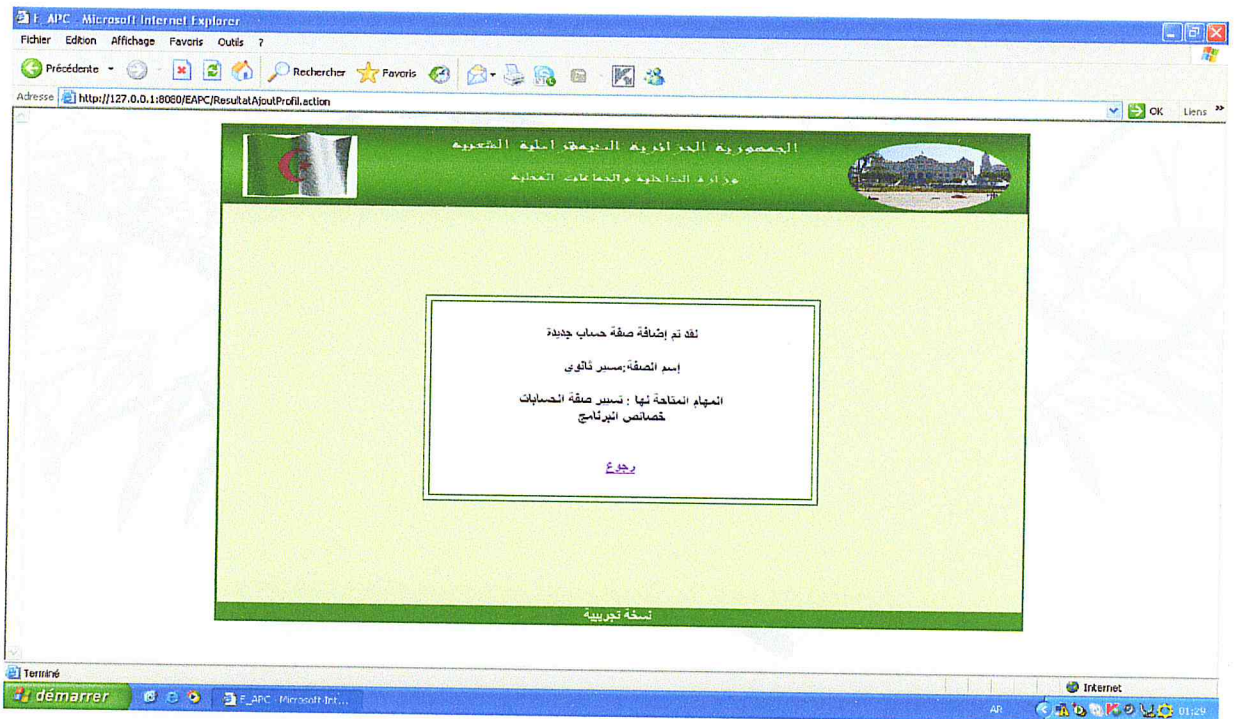 E_APC - Microsoft Internet Explorer
Fichier Edition Affichage Favoris Outils ?
Précédente Rechercher Favoris
Adresse http://127.0.0.1:8080/EAPC/ResultatAjoutProfil.action OK Liens »
الجمهورية الجزائرية الديمقراطية الشعبية
وزارة الداخلية والجماعات المحلية
لقد تم إضافة صفة حساب جديدة
إسم الصفة:مسير ثانوي
المهام المتاحة لها : تسيير صفة الحسابات
خصائص البرنامج
رجوع
نسخة تجريبية
Terminé Internet
démarrer E_APC - Microsoft Int... AR 01:29